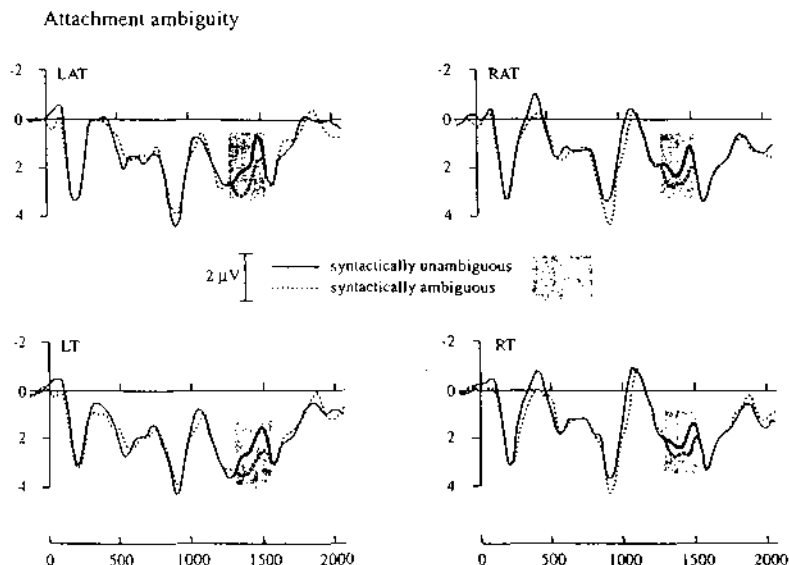 Attachment ambiguity
-2
LAT
0
2
4
-2
RAT
0
2
4
2 µV
syntactically unambiguous
syntactically ambiguous
-2
LT
0
2
4
-2
RT
0
2
4
0 500 1000 1500 2000
0 500 1000 1500 2000